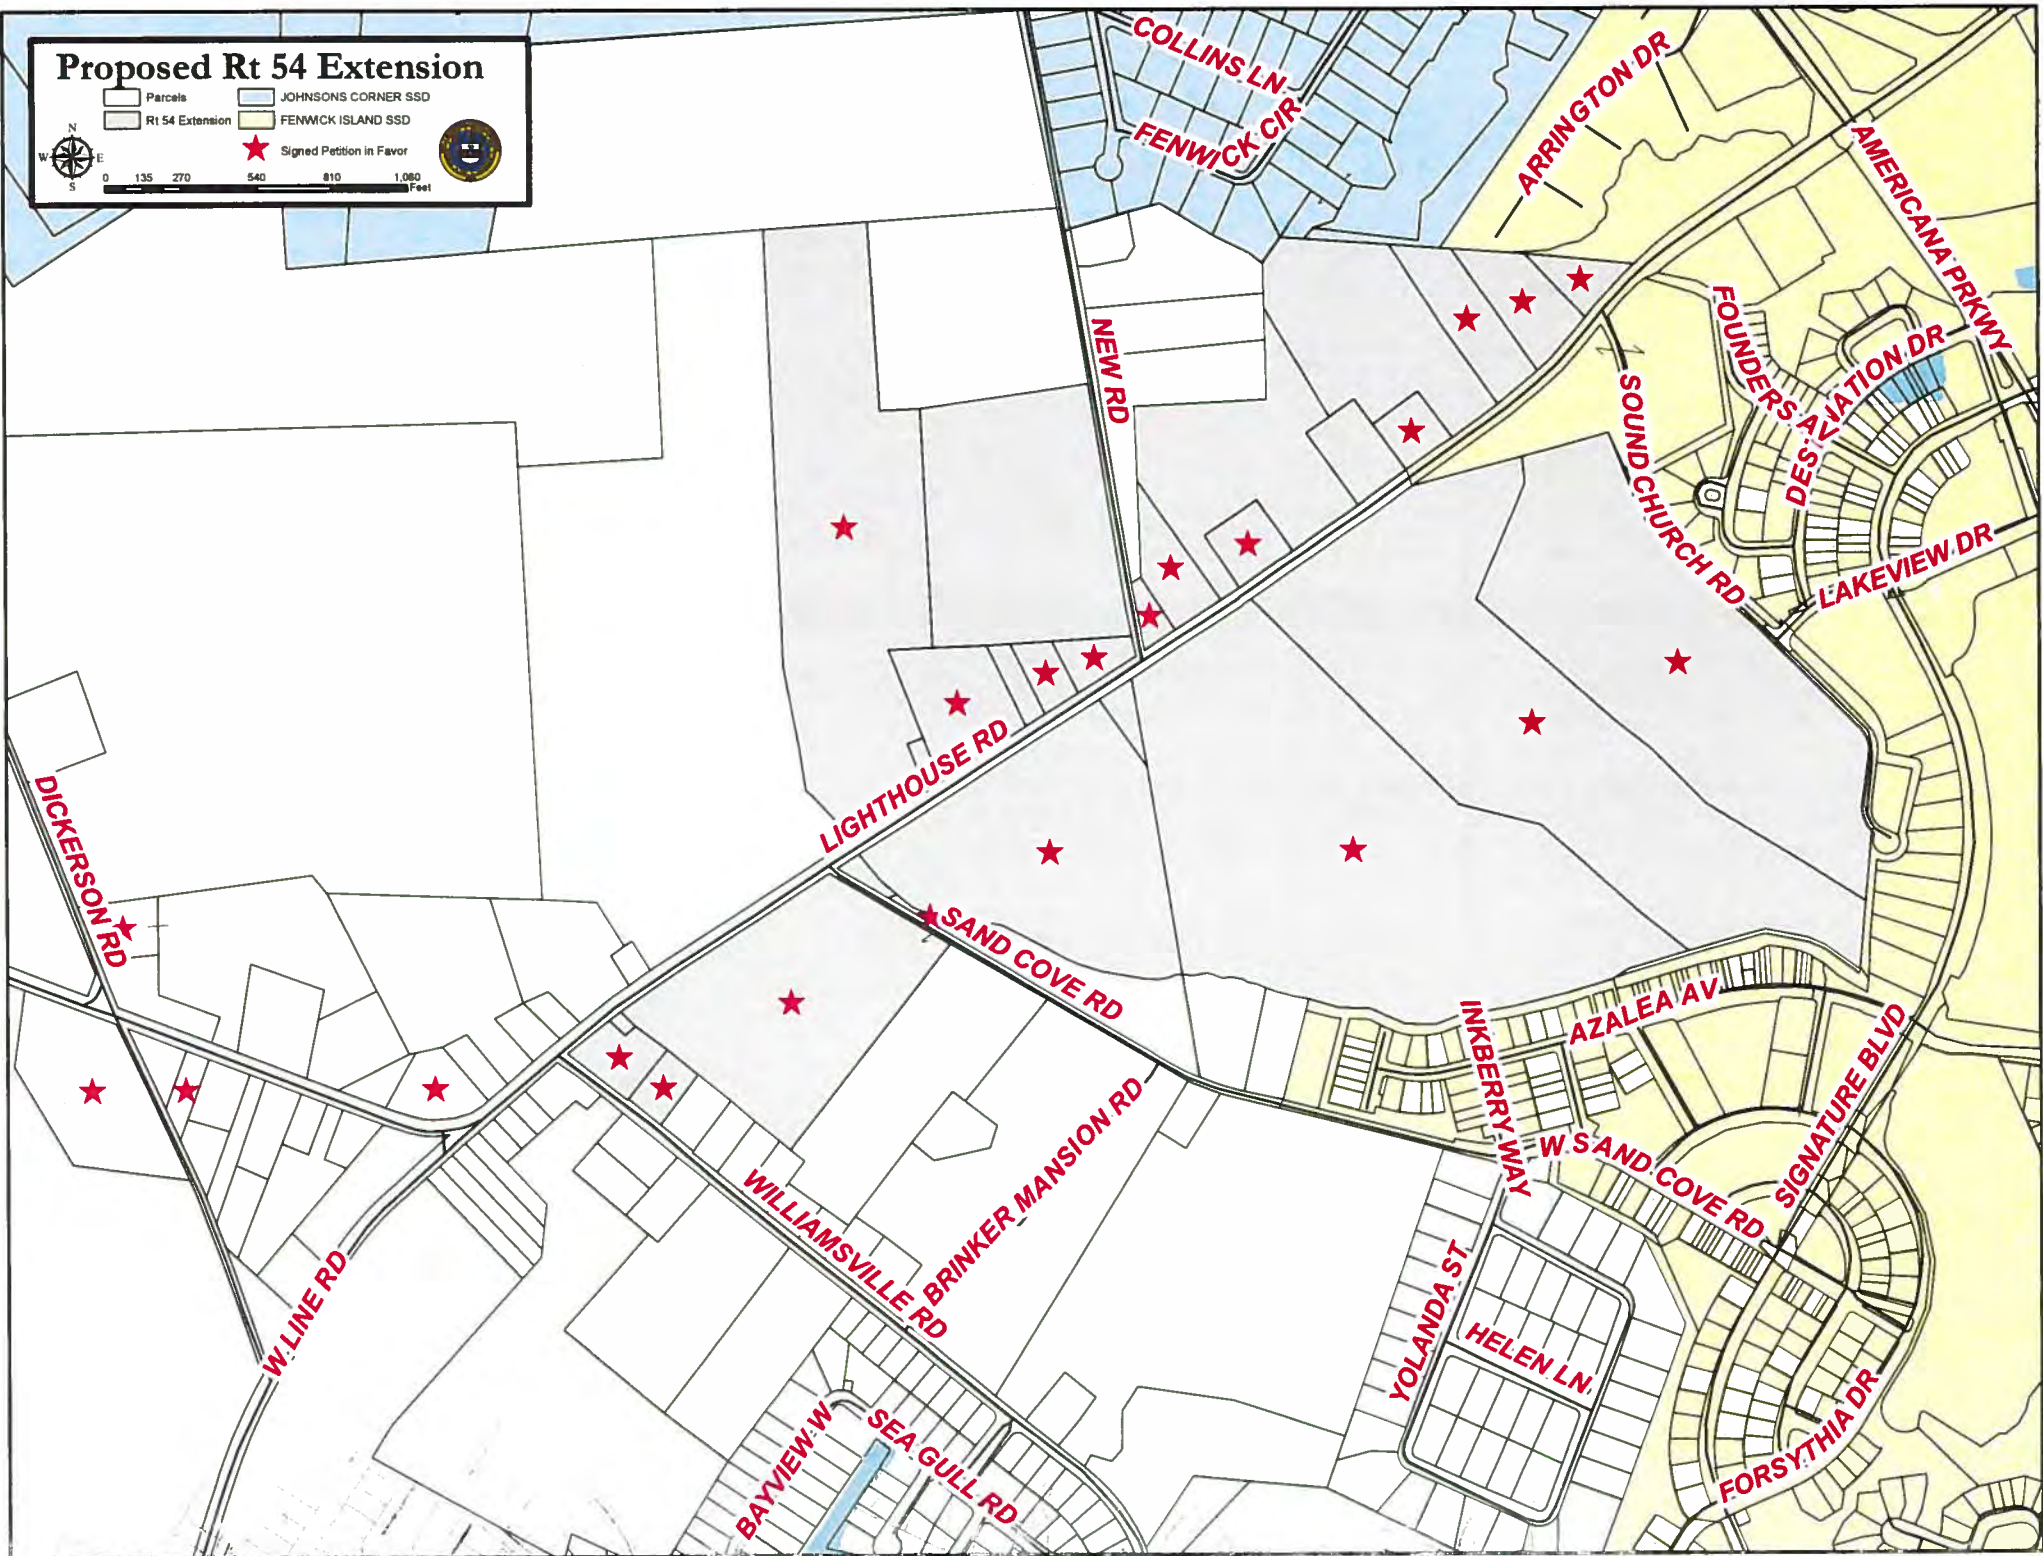 Proposed Rt 54 Extension
Parcels
JOHNSONS CORNER SSD
Rt 54 Extension
FENWICK ISLAND SSD
Signed Petition in Favor
N
W E
S
0 135 270 540 810 1,080
Feet
COLLINS LN
FENWICK CIR
ARRINGTON DR
AMERICANA PRKWY
NEW RD
FOUNDERS AV
DESTINATION DR
SOUND CHURCH RD
LAKEVIEW DR
LIGHTHOUSE RD
DICKERSON RD
SAND COVE RD
AZALEA AV
INKBERRY WAY
SIGNATURE BLVD
W SAND COVE RD
BRINKER MANSION RD
WILLIAMSVILLE RD
W LINE RD
YOLANDA ST
HELEN LN
BAYVIEW W
SEA GULL RD
FORSYTHIA DR